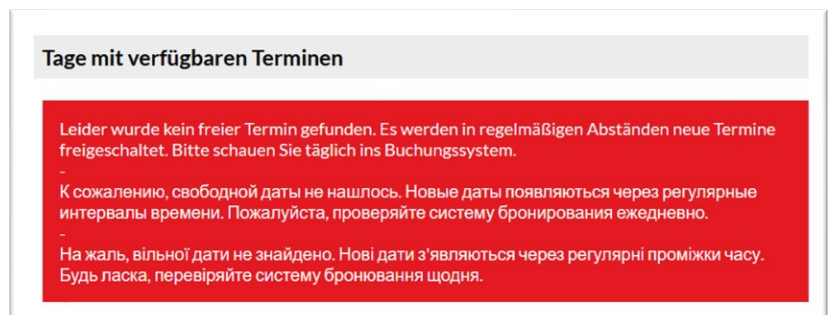 Tage mit verfügbaren Terminen
Leider wurde kein freier Termin gefunden. Es werden in regelmäßigen Abständen neue Termine
freigeschaltet. Bitte schauen Sie täglich ins Buchungssystem.
-
К сожалению, свободной даты не нашлось. Новые даты появляються через регулярные
интервалы времени. Пожалуйста, проверяйте систему бронирования ежедневно.
-
На жаль, вільної дати не знайдено. Нові дати з'являються через регулярні проміжки часу.
Будь ласка, перевіряйте систему бронювання щодня.